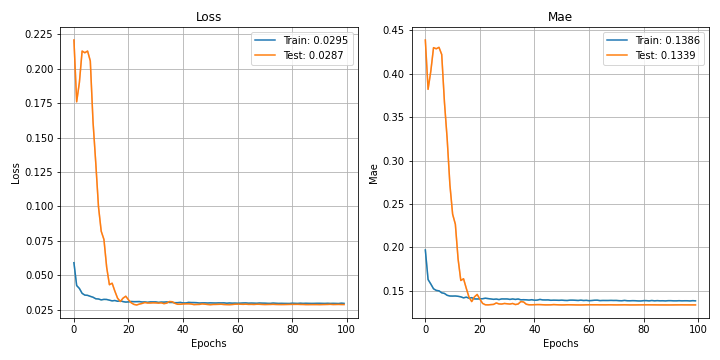 Loss
Train: 0.0295
Test: 0.0287
0.225
0.200
0.175
0.150
0.125
0.100
0.075
0.050
0.025
Loss
0 20 40 60 80 100
Epochs
Mae
Train: 0.1386
Test: 0.1339
0.45
0.40
0.35
0.30
0.25
0.20
0.15
Mae
0 20 40 60 80 100
Epochs